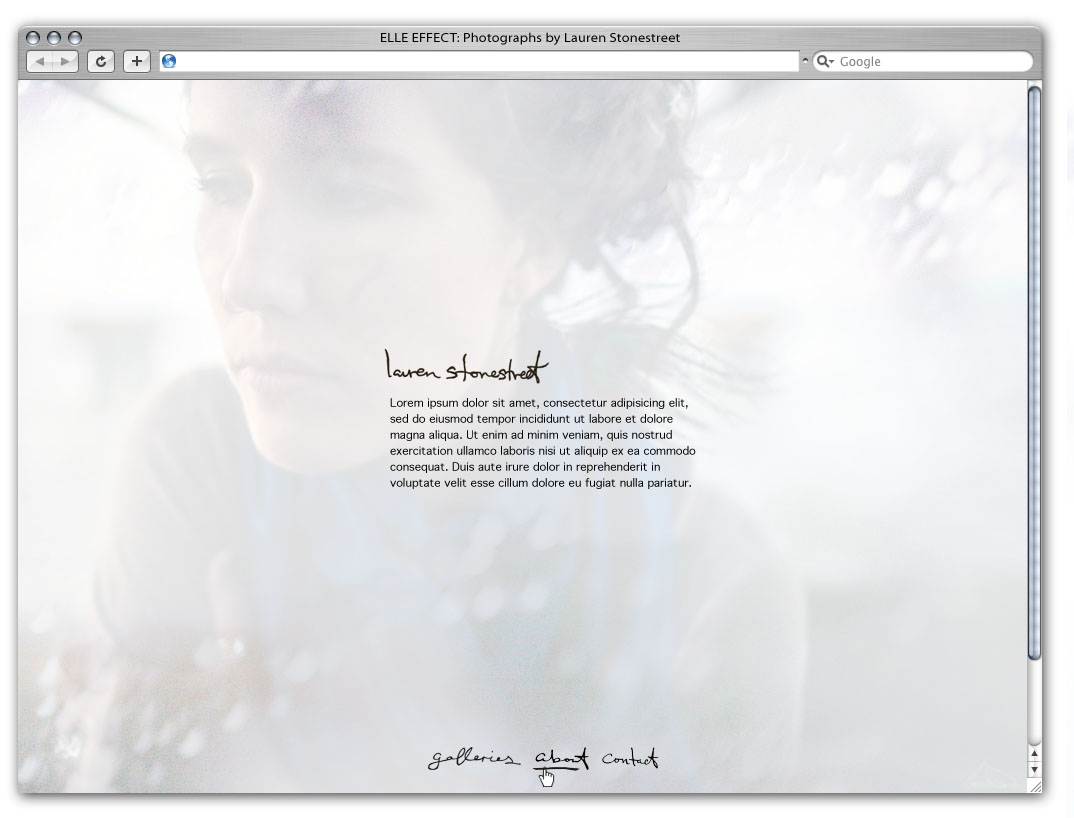 ELLE EFFECT: Photographs by Lauren Stonestreet
Google
lauren stonestreet
Lorem ipsum dolor sit amet, consectetur adipisicing elit,
sed do eiusmod tempor incididunt ut labore et dolore
magna aliqua. Ut enim ad minim veniam, quis nostrud
exercitation ullamco laboris nisi ut aliquip ex ea commodo
consequat. Duis aute irure dolor in reprehenderit in
voluptate velit esse cillum dolore eu fugiat nulla pariatur.
galleries about contact